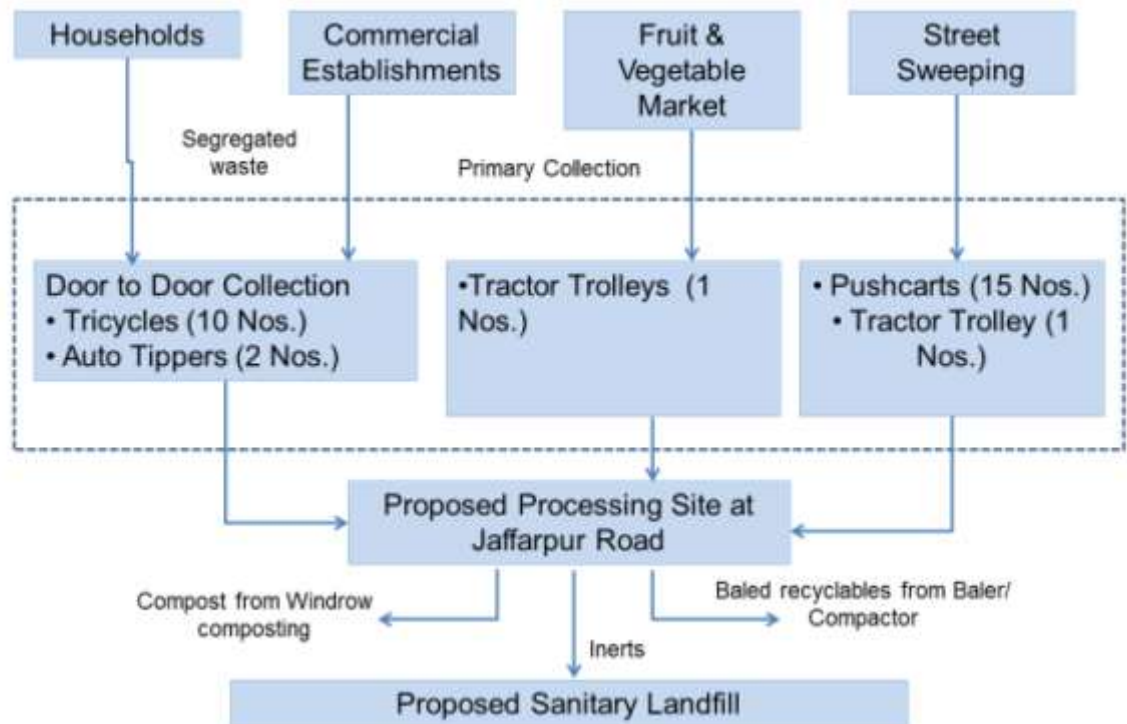 Households
Commercial
Establishments
Fruit &
Vegetable
Market
Street
Sweeping
Segregated
waste
Primary Collection
Door to Door Collection
• Tricycles (10 Nos.)
• Auto Tippers (2 Nos.)
•Tractor Trolleys (1
Nos.)
• Pushcarts (15 Nos.)
• Tractor Trolley (1
Nos.)
Proposed Processing Site at
Jaffarpur Road
Compost from Windrow
composting
Inerts
Baled recyclables from Baler/
Compactor
Proposed Sanitary Landfill